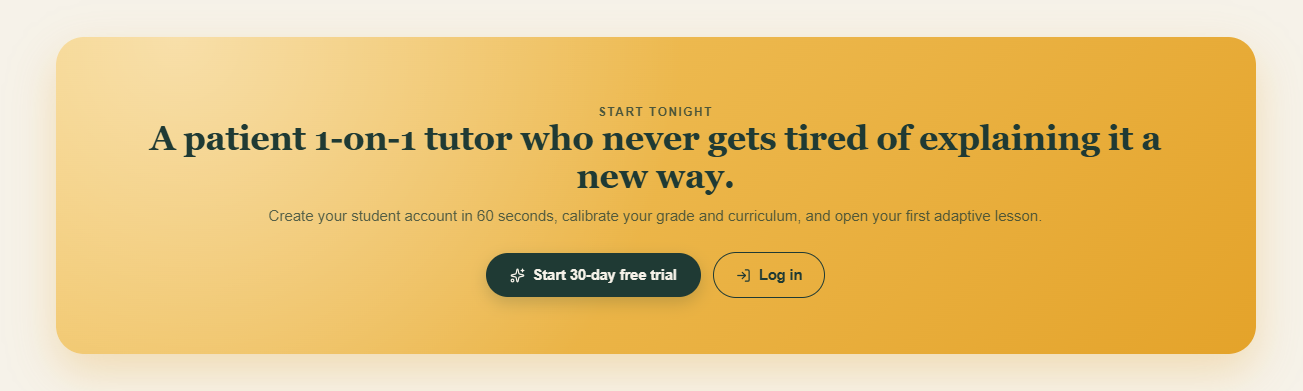 START TONIGHT
A patient 1-on-1 tutor who never gets tired of explaining it a
new way.
Create your student account in 60 seconds, calibrate your grade and curriculum, and open your first adaptive lesson.
Start 30-day free trial
Log in